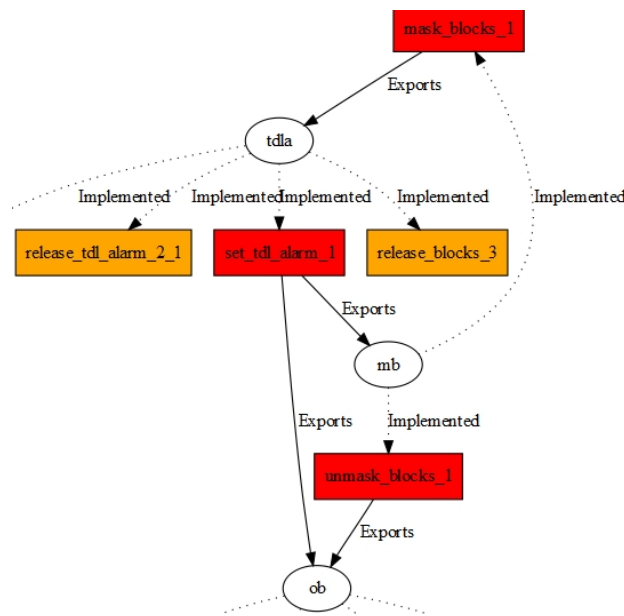 mask_blocks_1
Exports
tdla
Implemented
Implemented
Implemented
Implemented
Implemented
release_tdl_alarm_2_1
set_tdl_alarm_1
release_blocks_3
Exports
mb
Exports
Implemented
unmask_blocks_1
Exports
ob